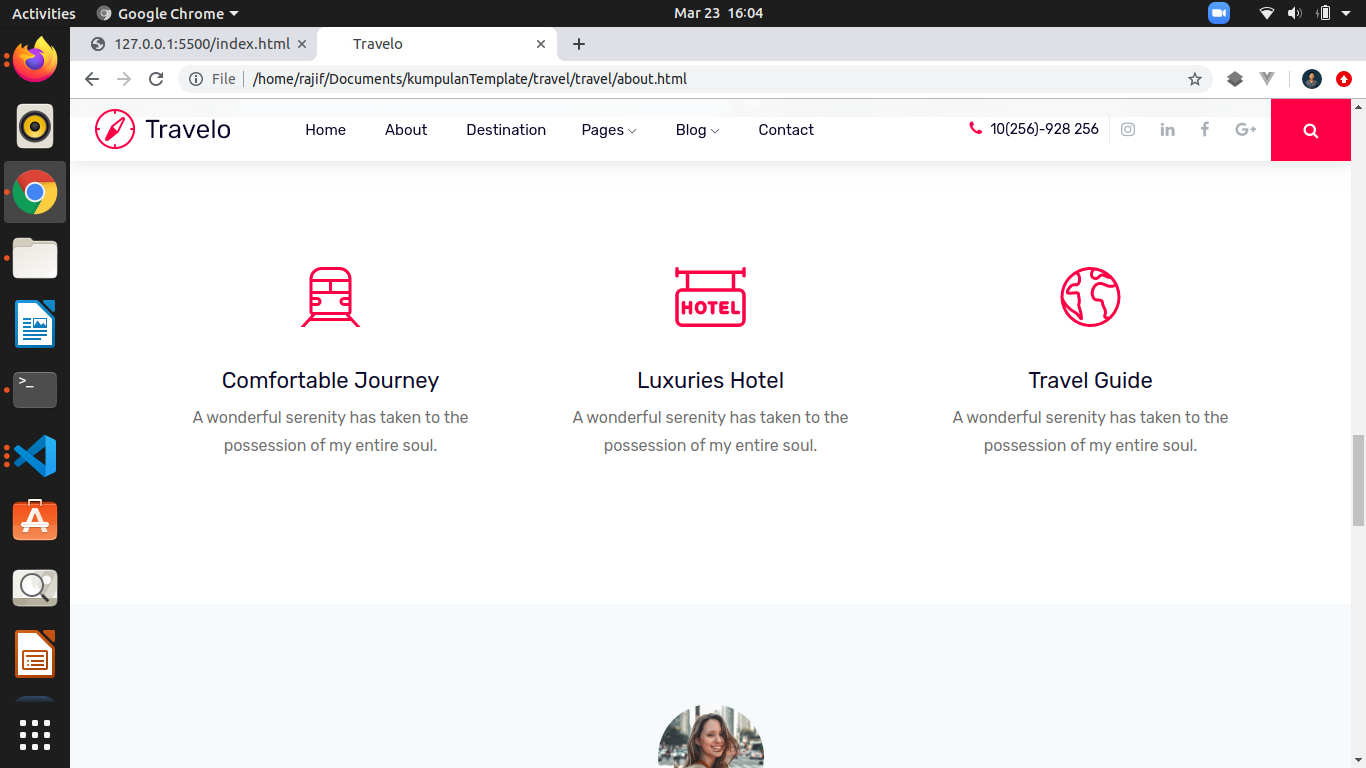 Activities
Google Chrome
Mar 23 16:04
127.0.0.1:5500/index.html
Travelo
File
/home/rajif/Documents/kumpulanTemplate/travel/travel/about.html
Travelo
Home
About
Destination
Pages
Blog
Contact
10(256)-928 256
G+
HOTEL
Comfortable Journey
A wonderful serenity has taken to the
possession of my entire soul.
Luxuries Hotel
A wonderful serenity has taken to the
possession of my entire soul.
Travel Guide
A wonderful serenity has taken to the
possession of my entire soul.